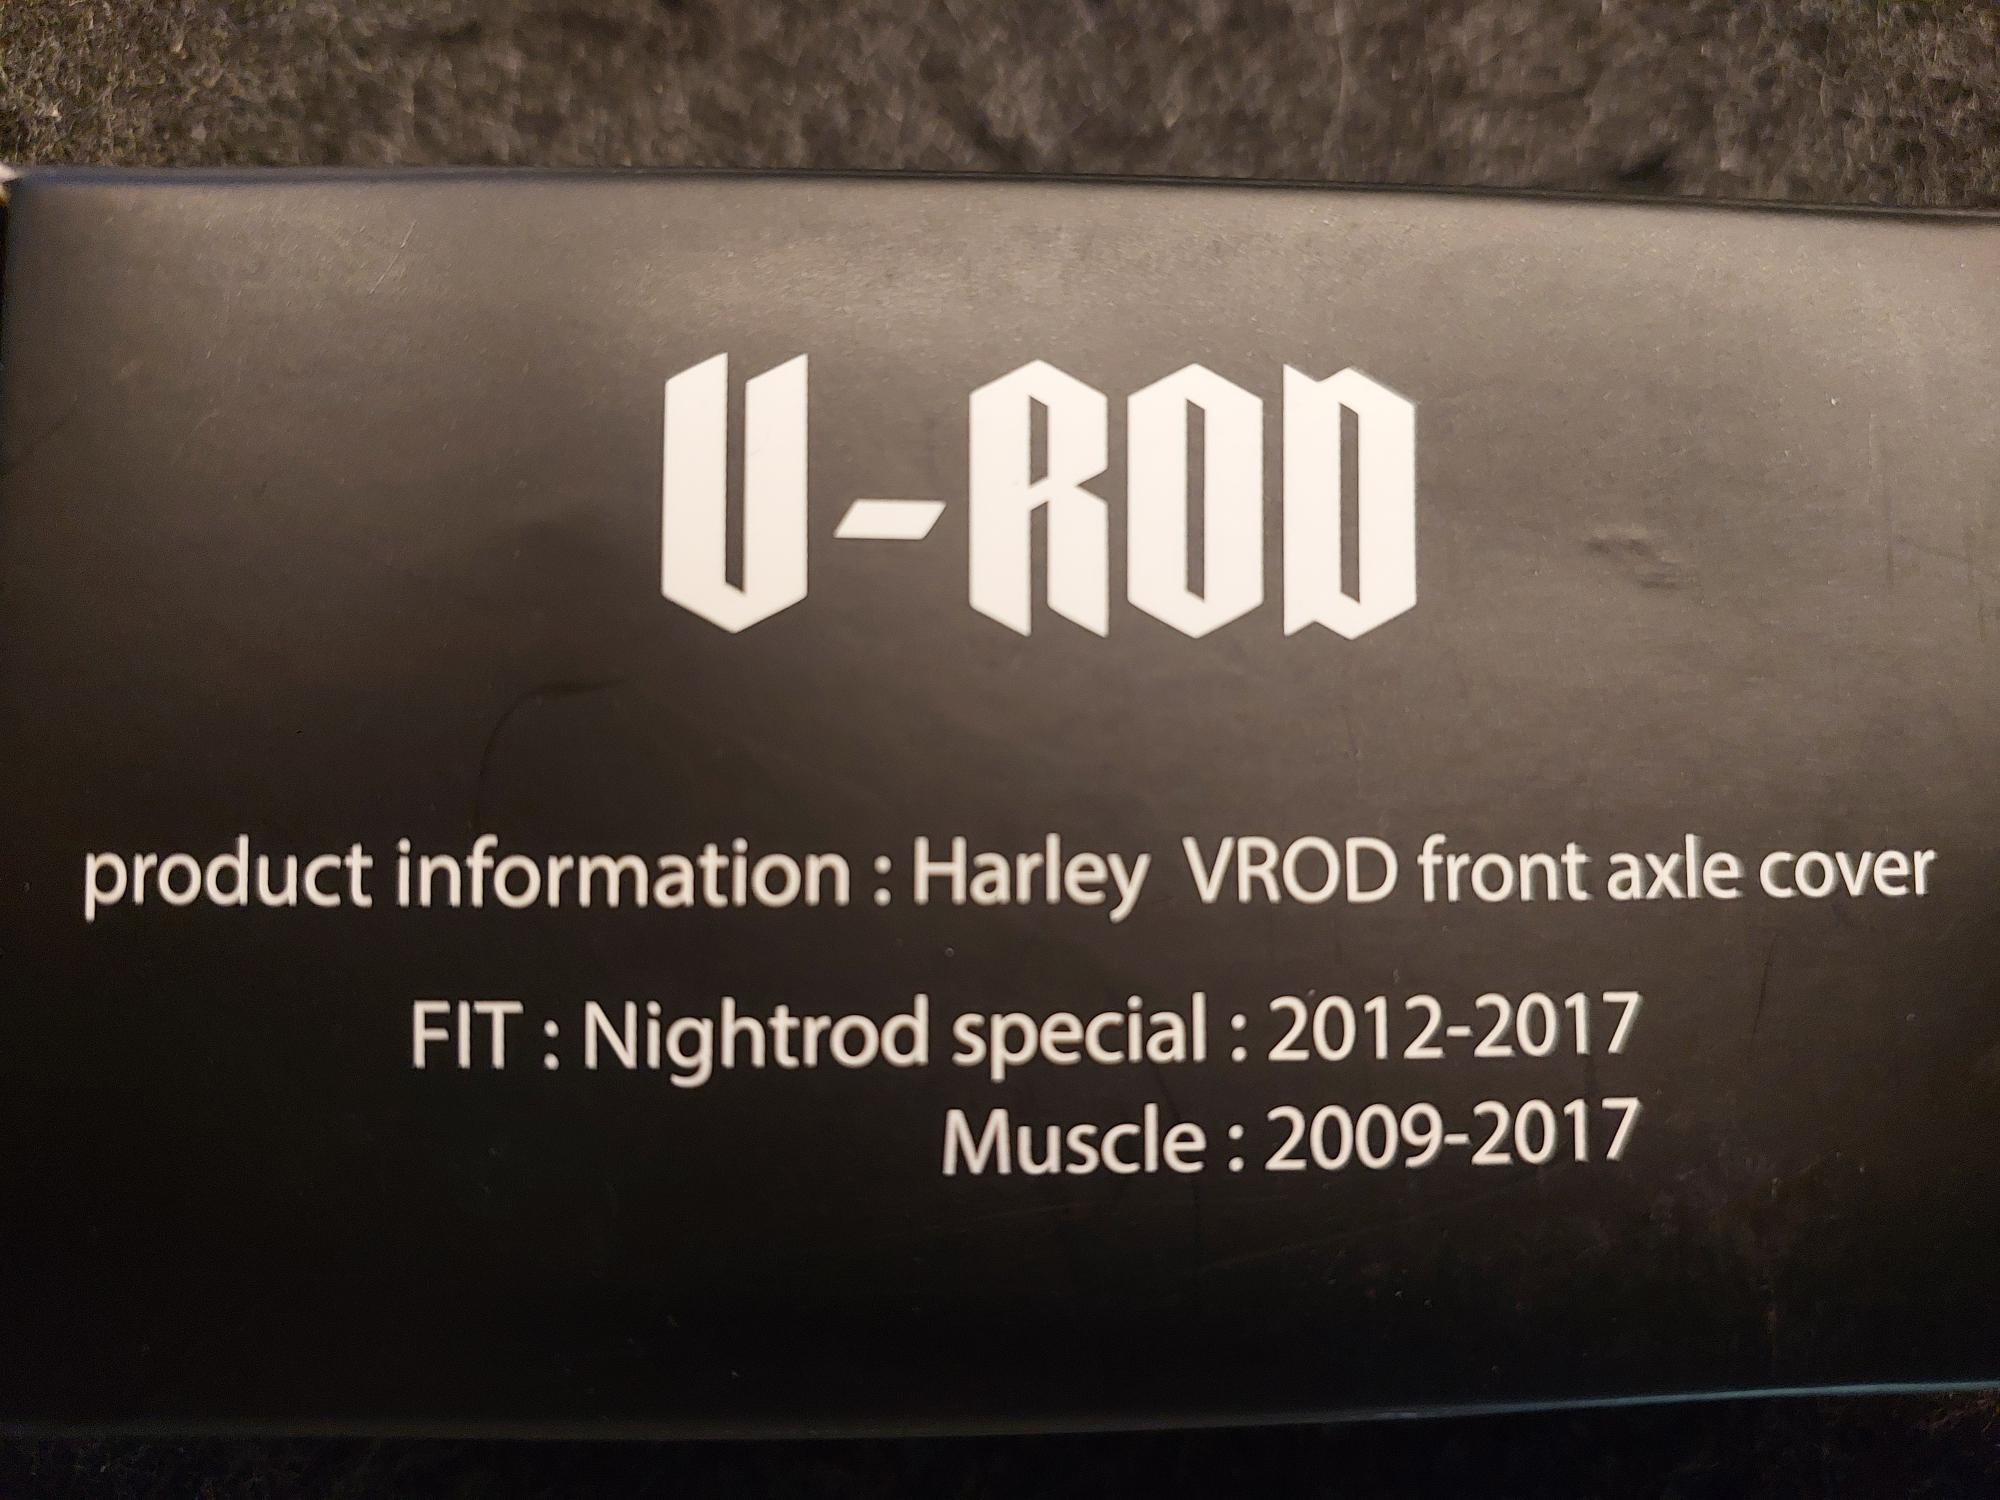 V-ROD
product information : Harley VROD front axle cover
FIT : Nightrod special : 2012-2017
Muscle : 2009-2017